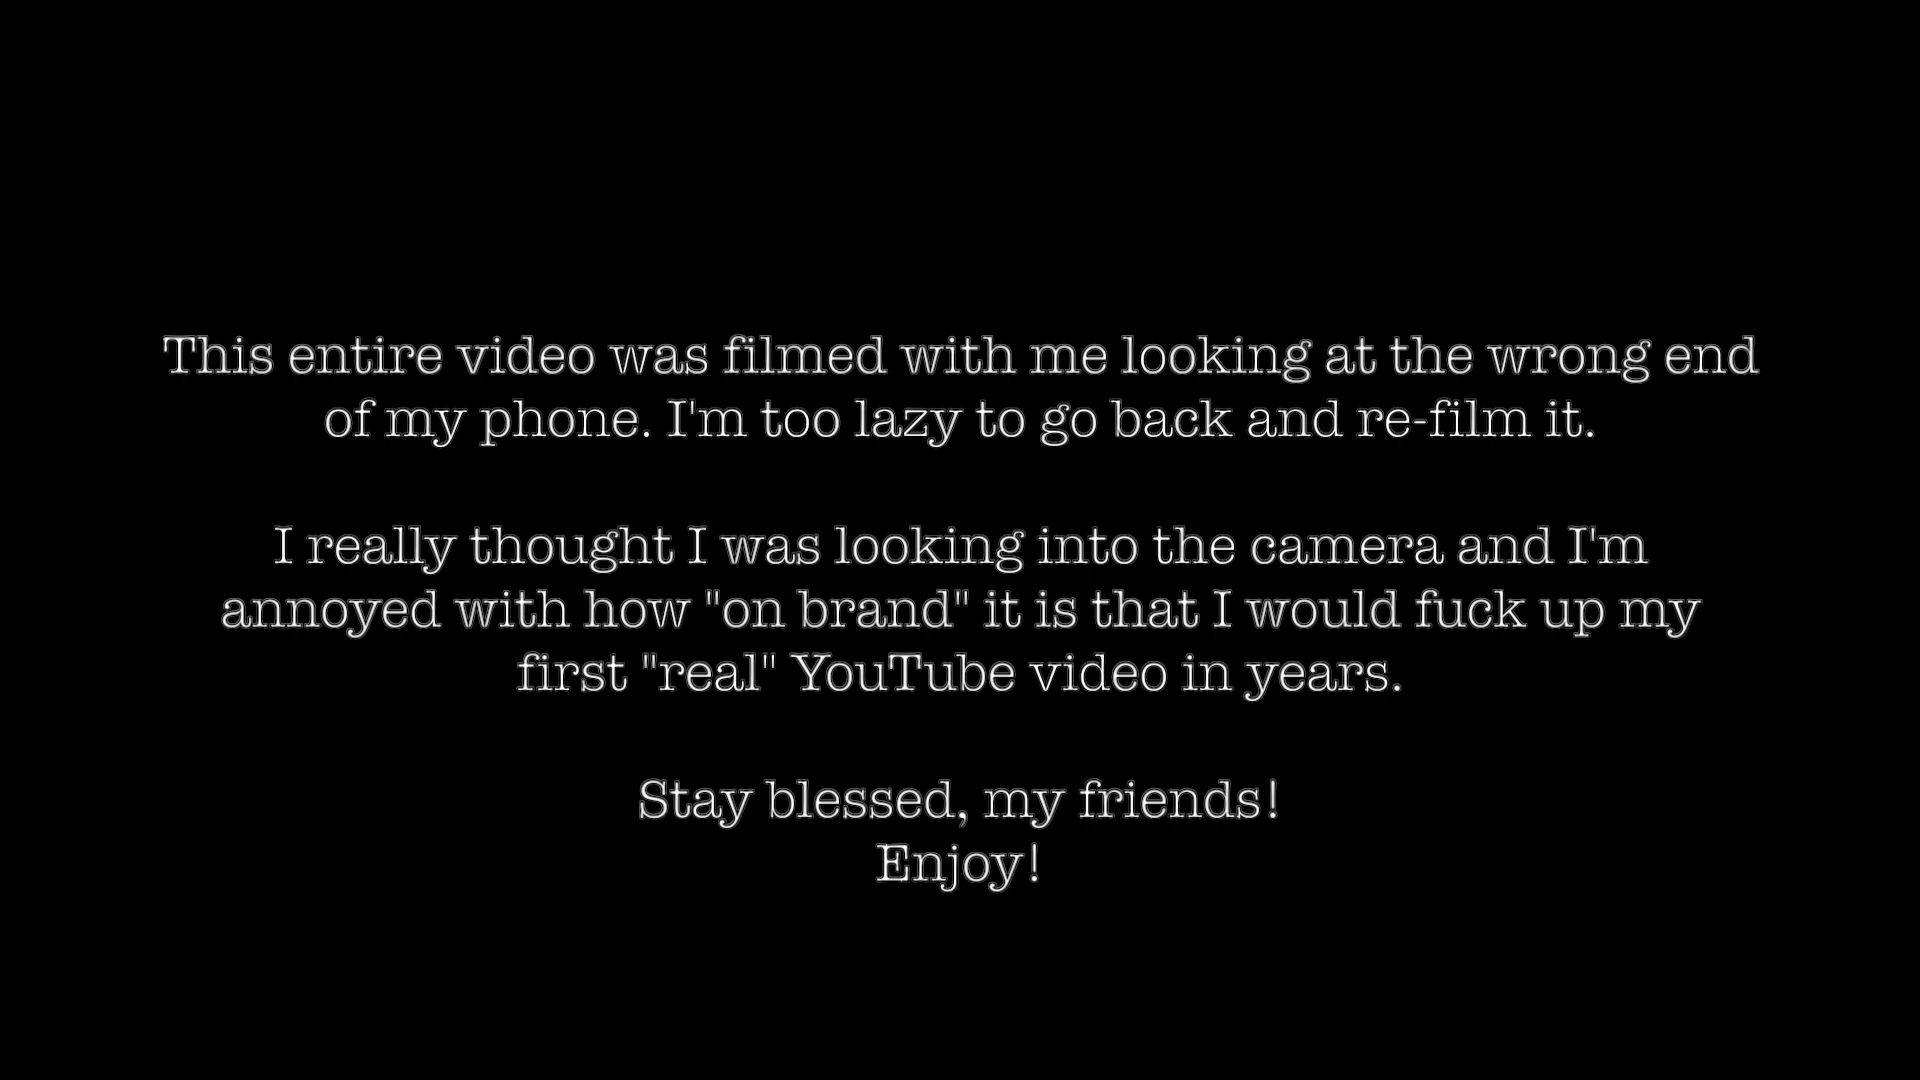 This entire video was filmed with me looking at the wrong end
of my phone. I'm too lazy to go back and re-film it.
I really thought I was looking into the camera and I'm
annoyed with how "on brand" it is that I would fuck up my
first "real" YouTube video in years.
Stay blessed, my friends!
Enjoy!